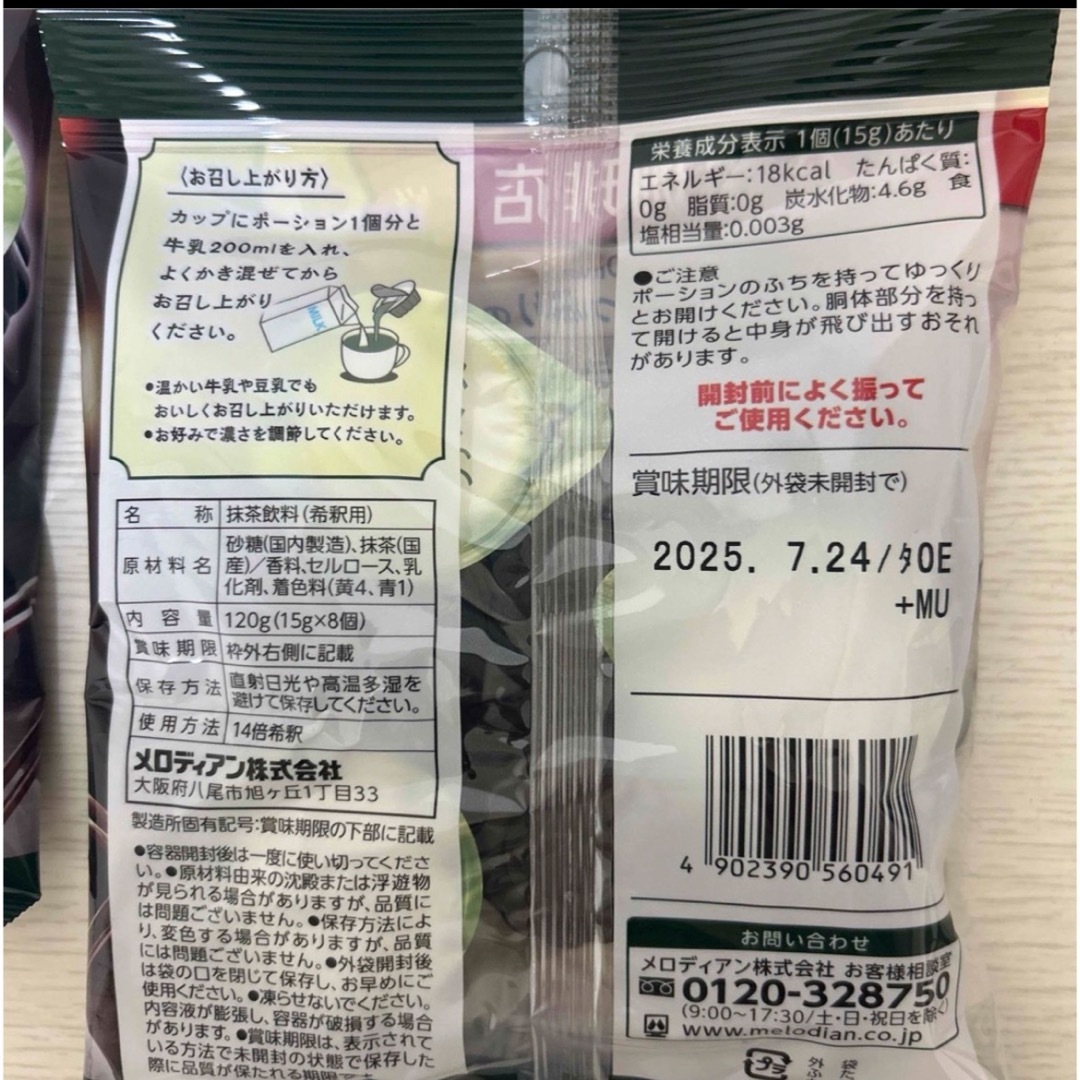 〈お召し上がり方〉
カップにポーション1個分と
牛乳200mlを入れ、
よくかき混ぜてから
お召し上がり
ください。
MILK
●温かい牛乳や豆乳でも
おいしくお召し上がりいただけます。
●お好みで濃さを調節してください。
名称 抹茶飲料(希釈用)
原材料名 砂糖(国内製造)、抹茶(国
産)/香料、セルロース、乳
化剤、着色料(黄4、青1)
内容量 120g(15g×8個)
賞味期限 枠外右側に記載
保存方法 直射日光や高温多湿を
避けて保存してください。
使用方法 14倍希釈
メロディアン株式会社
大阪府八尾市旭ヶ丘1丁目33
製造所固有記号:賞味期限の下部に記載
●容器開封後は一度に使い切ってくださ
い。●原材料由来の沈殿または浮遊物
が見られる場合がありますが、品質に
は問題ございません。●保存方法によ
り、変色する場合がありますが、品質
には問題ございません。●外袋開封後
は袋の口を閉じて保存し、お早めにご
使用ください。●凍らせないでください。
内容液が膨張し、容器が破損する場合
があります。●賞味期限は、表示されて
いる方法で未開封の状態で保存した
際に品質が保たれる期限です
栄養成分表示 1個(15g)あたり
エネルギー:18kcal たんぱく質:
0g 脂質:0g 炭水化物:4.6g 食
塩相当量:0.003g
●ご注意
ポーションのふちを持ってゆっくり
とお開けください。胴体部分を持っ
て開けると中身が飛び出すおそれ
があります。
開封前によく振って
ご使用ください。
賞味期限(外袋未開封で)
2025. 7.24/タOE
+MU
4 902390 560491
お問い合わせ
メロディアン株式会社 お客様相談室
0120-328750
(9:00~17:30/土・日・祝日を除く)
www.melodian.co.jp
プラ